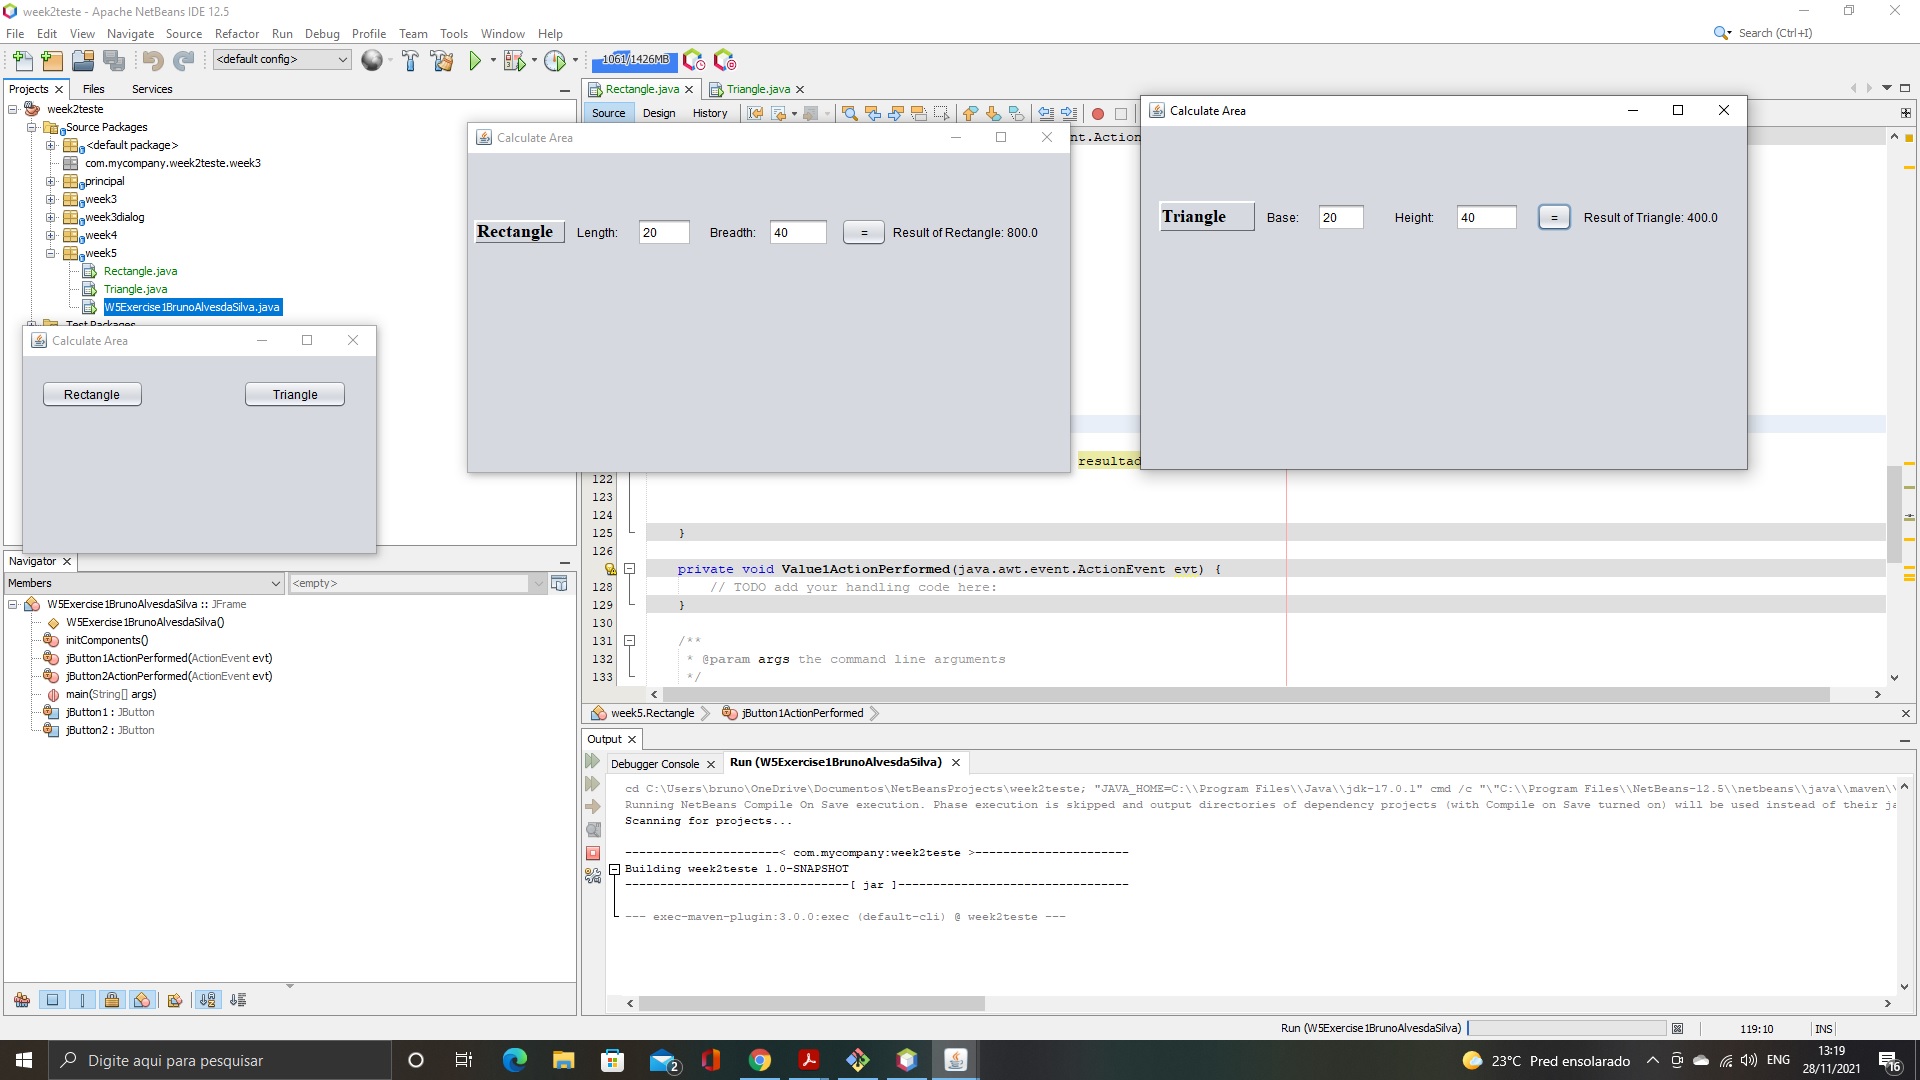 week2teste - Apache NetBeans IDE 12.5
File Edit View Navigate Source Refactor Run Debug Profile Team Tools Window Help
Search (Ctrl+I)
<default config>
1061/1426MB
Projects Files Services
Rectangle.java Triangle.java
Source Design History
week2teste
Source Packages
<default package>
com.mycompany.week2teste.week3
principal
week3
week3dialog
week4
week5
Rectangle.java
Triangle.java
W5Exercise1BrunoAlvesdaSilva.java
Test Packages
Calculate Area
Rectangle Triangle
Calculate Area
Rectangle Length: 20 Breadth: 40 = Result of Rectangle: 800.0
Calculate Area
Triangle Base: 20 Height: 40 = Result of Triangle: 400.0
nt.Action
resultad
122
123
124
125 }
126
private void Value1ActionPerformed(java.awt.event.ActionEvent evt) {
128 // TODO add your handling code here:
129 }
130
131 /**
132 * @param args the command line arguments
133 */
week5.Rectangle jButton1ActionPerformed
Navigator
Members <empty>
W5Exercise1BrunoAlvesdaSilva :: JFrame
W5Exercise1BrunoAlvesdaSilva()
initComponents()
jButton1ActionPerformed(ActionEvent evt)
jButton2ActionPerformed(ActionEvent evt)
main(String[] args)
jButton1 : JButton
jButton2 : JButton
Output
Debugger Console Run (W5Exercise1BrunoAlvesdaSilva)
cd C:\Users\bruno\OneDrive\Documentos\NetBeansProjects\week2teste; "JAVA_HOME=C:\\Program Files\\Java\\jdk-17.0.1" cmd /c "\"C:\\Program Files\\NetBeans-12.5\\netbeans\\java\\maven\\
Running NetBeans Compile On Save execution. Phase execution is skipped and output directories of dependency projects (with Compile on Save turned on) will be used instead of their ja
Scanning for projects...
----------------------< com.mycompany:week2teste >----------------------
Building week2teste 1.0-SNAPSHOT
--------------------------------[ jar ]---------------------------------
--- exec-maven-plugin:3.0.0:exec (default-cli) @ week2teste ---
Run (W5Exercise1BrunoAlvesdaSilva) 119:10 INS
Digite aqui para pesquisar
2
23°C Pred ensolarado
ENG
13:19
28/11/2021
16